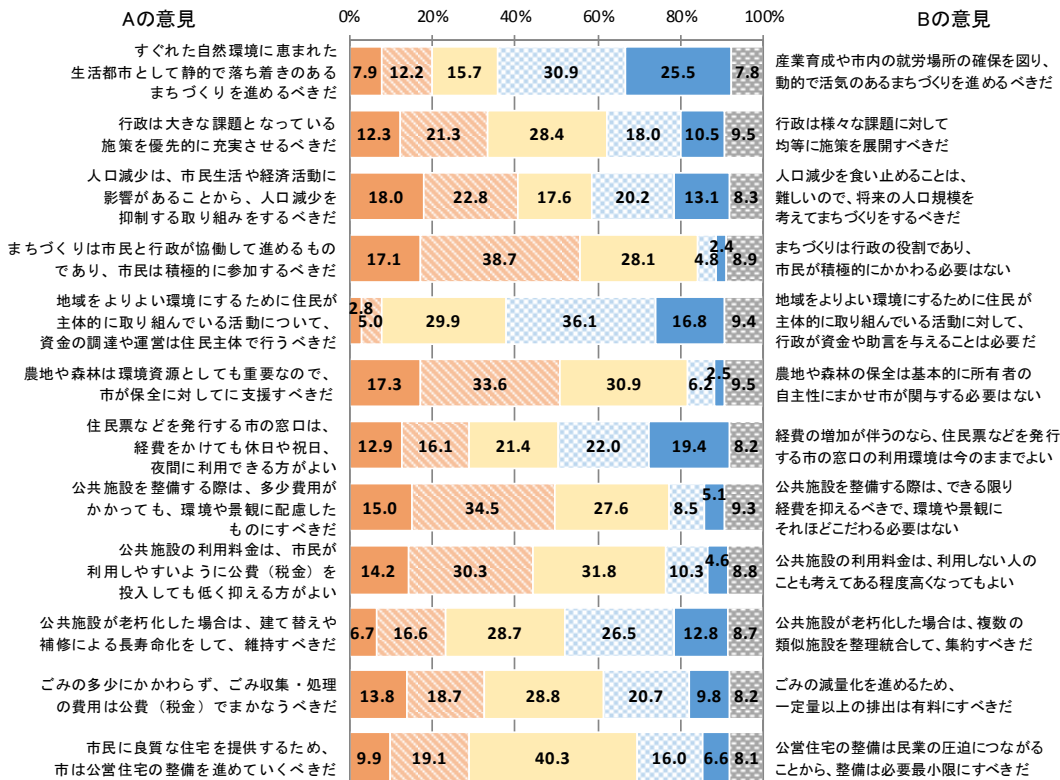 Aの意見
0% 20% 40% 60% 80% 100%
Bの意見
すぐれた自然環境に恵まれた
生活都市として静的で落ち着きのある
まちづくりを進めるべきだ
7.9 12.2 15.7 30.9 25.5 7.8
産業育成や市内の就労場所の確保を図り、
動的で活気のあるまちづくりを進めるべきだ
行政は大きな課題となっている
施策を優先的に充実させるべきだ
12.3 21.3 28.4 18.0 10.5 9.5
行政は様々な課題に対して
均等に施策を展開すべきだ
人口減少は、市民生活や経済活動に
影響があることから、人口減少を
抑制する取り組みをするべきだ
18.0 22.8 17.6 20.2 13.1 8.3
人口減少を食い止めることは、
難しいので、将来の人口規模を
考えてまちづくりをするべきだ
まちづくりは市民と行政が協働して進めるもの
であり、市民は積極的に参加するべきだ
17.1 38.7 28.1 4.8 2.4 8.9
まちづくりは行政の役割であり、
市民が積極的にかかわる必要はない
地域をよりよい環境にするために住民が
主体的に取り組んでいる活動について、
資金の調達や運営は住民主体で行うべきだ
2.8 5.0 29.9 36.1 16.8 9.4
地域をよりよい環境にするために住民が
主体的に取り組んでいる活動に対して、
行政が資金や助言を与えることは必要だ
農地や森林は環境資源としても重要なので、
市が保全に対してに支援すべきだ
17.3 33.6 30.9 6.2 2.5 9.5
農地や森林の保全は基本的に所有者の
自主性にまかせ市が関与する必要はない
住民票などを発行する市の窓口は、
経費をかけても休日や祝日、
夜間に利用できる方がよい
12.9 16.1 21.4 22.0 19.4 8.2
経費の増加が伴うのなら、住民票などを発行
する市の窓口の利用環境は今のままでよい
公共施設を整備する際は、多少費用が
かかっても、環境や景観に配慮した
ものにすべきだ
15.0 34.5 27.6 8.5 5.1 9.3
公共施設を整備する際は、できる限り
経費を抑えるべきで、環境や景観に
それほどこだわる必要はない
公共施設の利用料金は、市民が
利用しやすいように公費（税金）を
投入しても低く抑える方がよい
14.2 30.3 31.8 10.3 4.6 8.8
公共施設の利用料金は、利用しない人の
ことも考えてある程度高くなってもよい
公共施設が老朽化した場合は、建て替えや
補修による長寿命化をして、維持すべきだ
6.7 16.6 28.7 26.5 12.8 8.7
公共施設が老朽化した場合は、複数の
類似施設を整理統合して、集約すべきだ
ごみの多少にかかわらず、ごみ収集・処理
の費用は公費（税金）でまかなうべきだ
13.8 18.7 28.8 20.7 9.8 8.2
ごみの減量化を進めるため、
一定量以上の排出は有料にすべきだ
市民に良質な住宅を提供するため、
市は公営住宅の整備を進めていくべきだ
9.9 19.1 40.3 16.0 6.6 8.1
公営住宅の整備は民業の圧迫につながる
ことから、整備は必要最小限にすべきだ